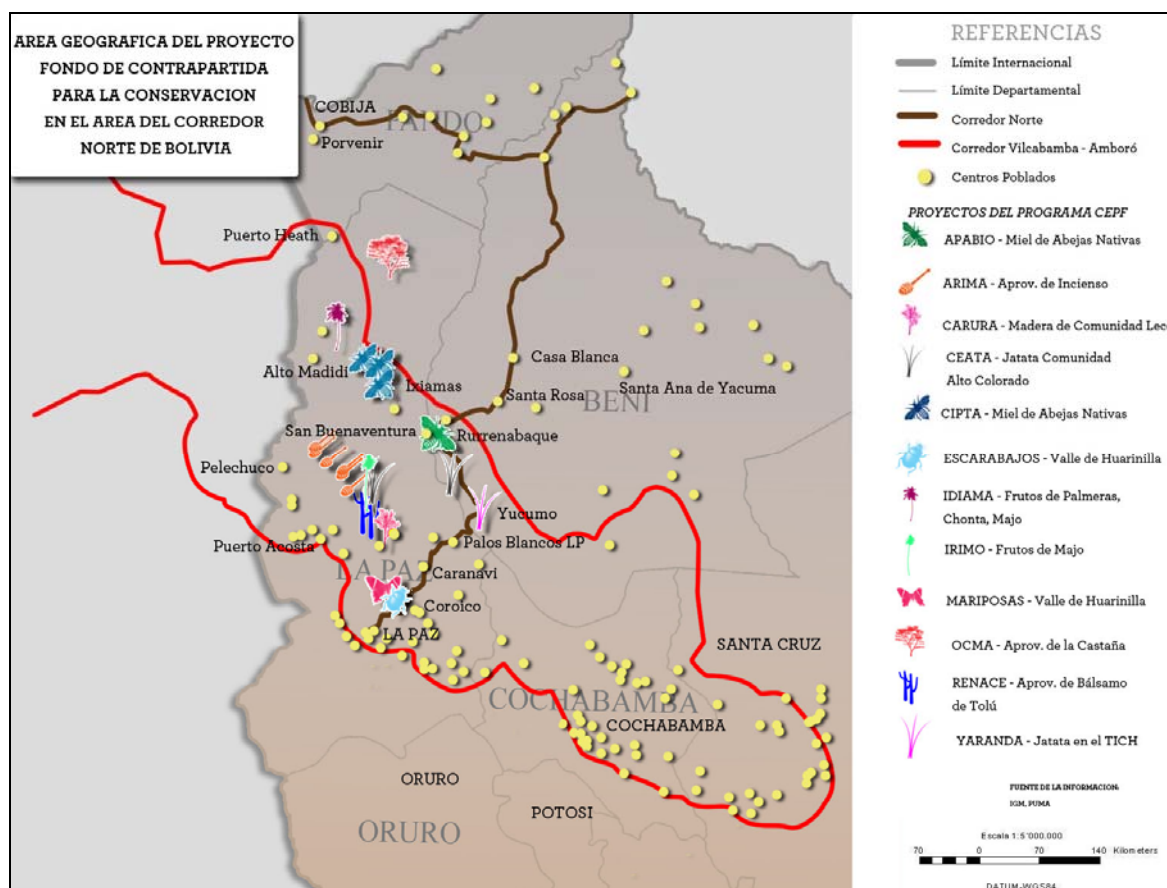 AREA GEOGRAFICA DEL PROYECTO
FONDO DE CONTRAPARTIDA
PARA LA CONSERVACION
EN EL AREA DEL CORREDOR
NORTE DE BOLIVIA
COBIJA
PANDO
Porvenir
Puerto Heath
Alto Madidi
Ixiamas
Casa Blanca
Santa Rosa
Santa Ana de Yacuma
BENI
San Buenaventura
Rurrenabaque
Pelechuco
Yucumo
Puerto Acosta
Palos Blancos LP
LA PAZ
Caranavi
Coroico
LA PAZ
SANTA CRUZ
COCHABAMBA
COCHABAMBA
ORURO
POTOSI
ORURO
REFERENCIAS
Límite Internacional
Límite Departamental
Corredor Norte
Corredor Vilcabamba - Amboró
Centros Poblados
PROYECTOS DEL PROGRAMA CEPF
APABIO - Miel de Abejas Nativas
ARIMA - Aprov. de Incienso
CARURA - Madera de Comunidad Lec
CEATA - Jatata Comunidad
Alto Colorado
CIPTA - Miel de Abejas Nativas
ESCARABAJOS - Valle de Huarinilla
IDIAMA - Frutos de Palmeras,
Chonta, Majo
IRIMO - Frutos de Majo
MARIPOSAS - Valle de Huarinilla
OCMA - Aprov. de la Castaña
RENACE - Aprov. de Bálsamo
de Tolú
YARANDA - Jatata en el TICH
FUENTE DE LA INFORMACION:
IGM, PUMA
Escala 1:5'000.000
70 0 70 140 Kilometers
DATUM-WGS84